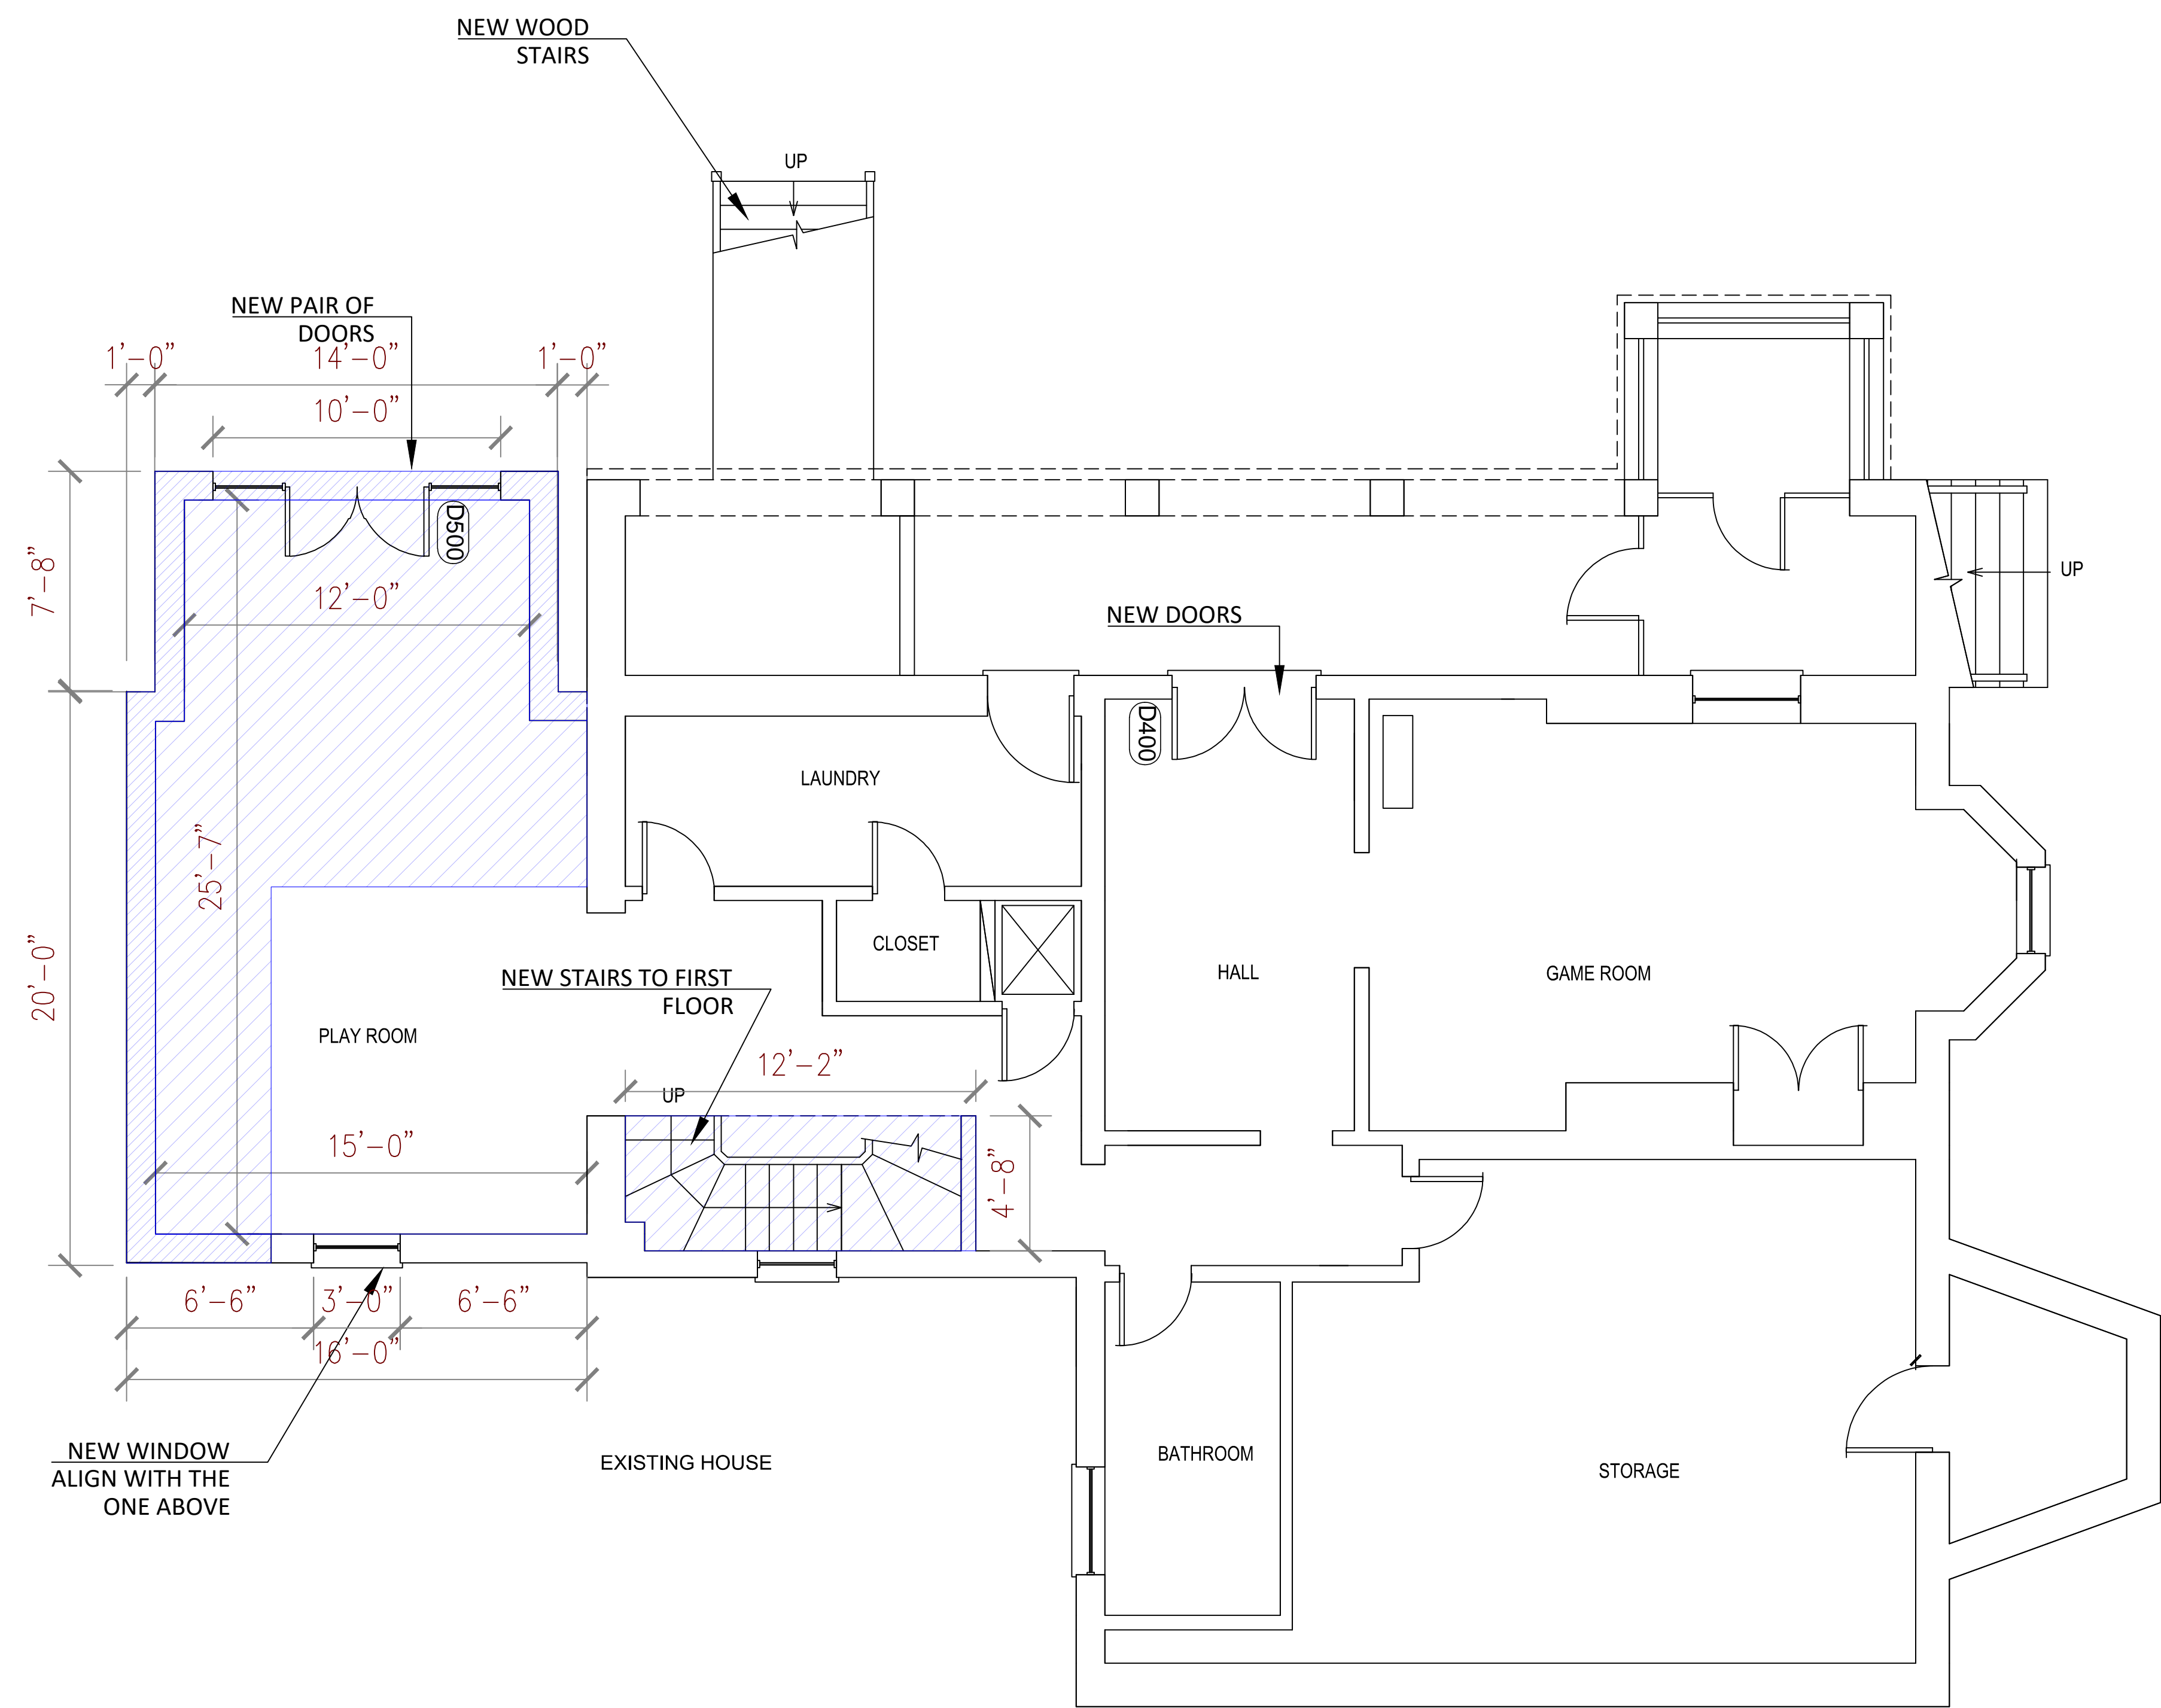 NEW WOOD
STAIRS
UP
NEW PAIR OF
DOORS
1’–0”
14’–0”
1’–0”
10’–0”
D500
7’–8”
12’–0”
UP
NEW DOORS
D400
LAUNDRY
25’–7”
20’–0”
CLOSET
HALL
GAME ROOM
NEW STAIRS TO FIRST
FLOOR
PLAY ROOM
12’–2”
UP
15’–0”
4’–8”
6’–6”
3’–0”
6’–6”
16’–0”
NEW WINDOW
ALIGN WITH THE
ONE ABOVE
EXISTING HOUSE
BATHROOM
STORAGE